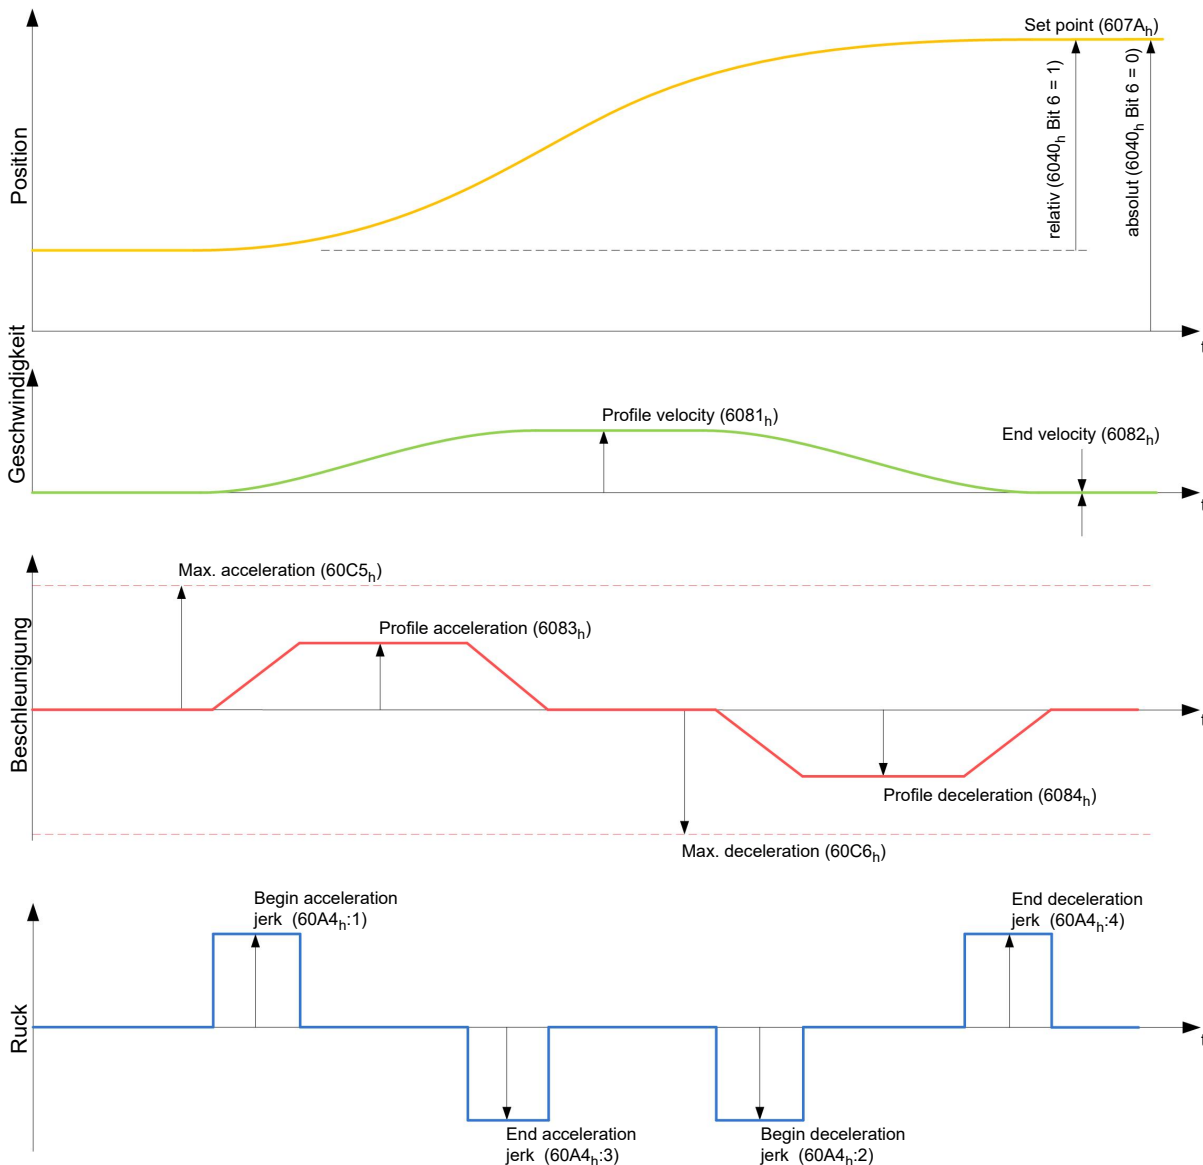 Set point (607Ah)
Position
relativ (6040h Bit 6 = 1)
absolut (6040h Bit 6 = 0)
t
Geschwindigkeit
Profile velocity (6081h)
End velocity (6082h)
t
Beschleunigung
Max. acceleration (60C5h)
Profile acceleration (6083h)
t
Profile deceleration (6084h)
Max. deceleration (60C6h)
Ruck
Begin acceleration
jerk (60A4h:1)
End deceleration
jerk (60A4h:4)
t
End acceleration
jerk (60A4h:3)
Begin deceleration
jerk (60A4h:2)